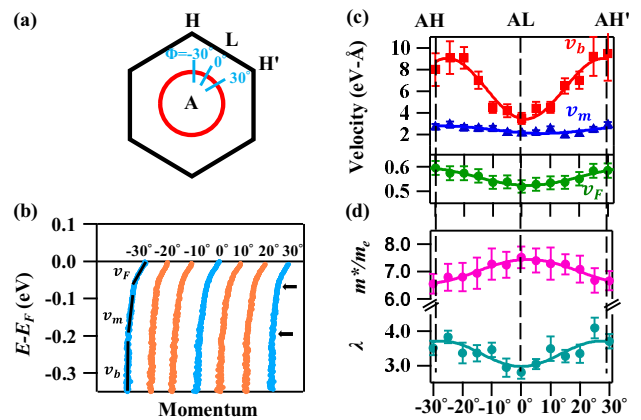 (a)
H
L
H'
Φ=-30°
0°
30°
A
(b)
0.1
0.0
-0.1
-0.2
-0.3
E-E_F (eV)
-30° -20° -10° 0° 10° 20° 30°
v_F
v_m
v_b
Momentum
(c)
AH AL AH'
10
8
6
4
2
0.6
0.5
Velocity (eV-Å)
v_b
v_m
v_F
(d)
8.0
7.0
6.0
m*/m_e
4.0
3.0
λ
-30° -20° -10° 0° 10° 20° 30°